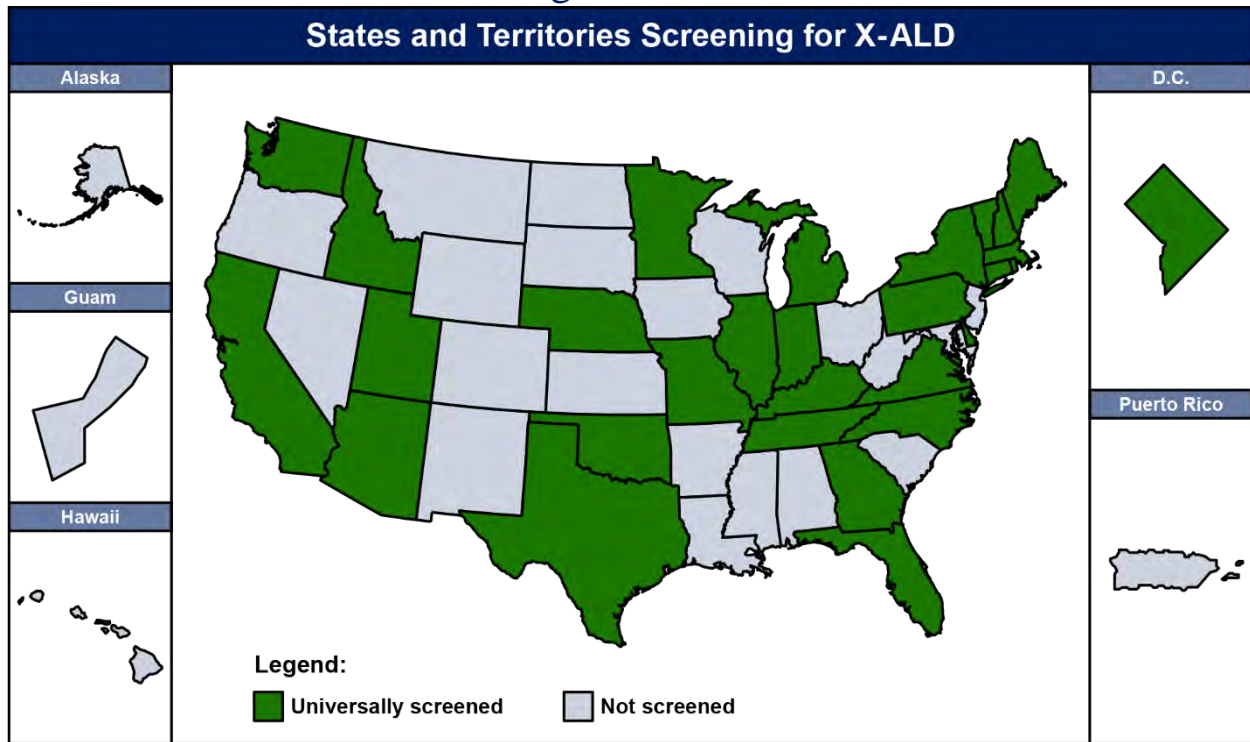 States and Territories Screening for X-ALD
Alaska
Guam
Hawaii
D.C.
Puerto Rico
Legend:
Universally screened
Not screened